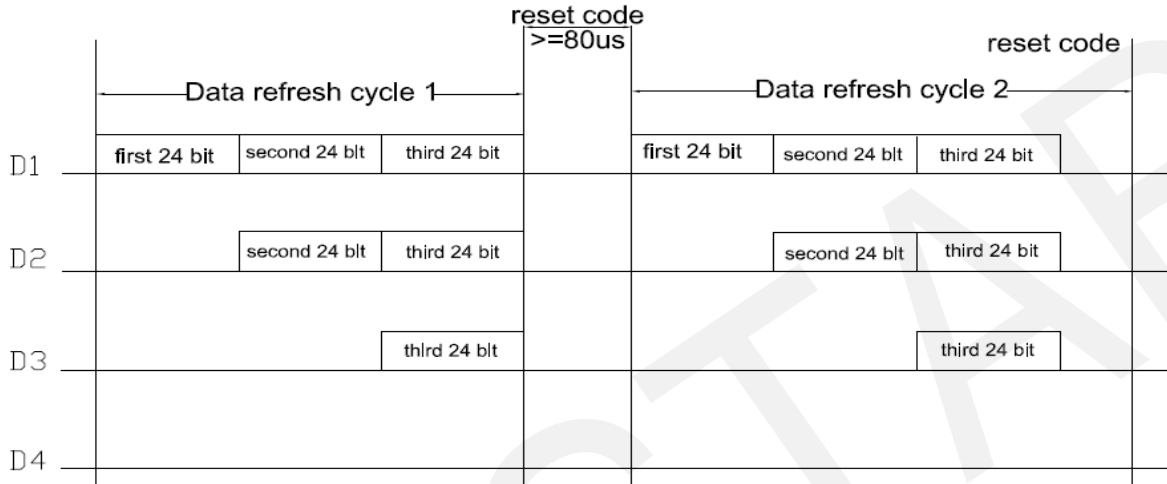 reset code
>=80us
reset code
Data refresh cycle 1
Data refresh cycle 2
D1 first 24 bit second 24 blt third 24 bit first 24 bit second 24 blt third 24 bit
D2 second 24 blt third 24 bit second 24 blt third 24 bit
D3 thlrd 24 blt third 24 bit
D4